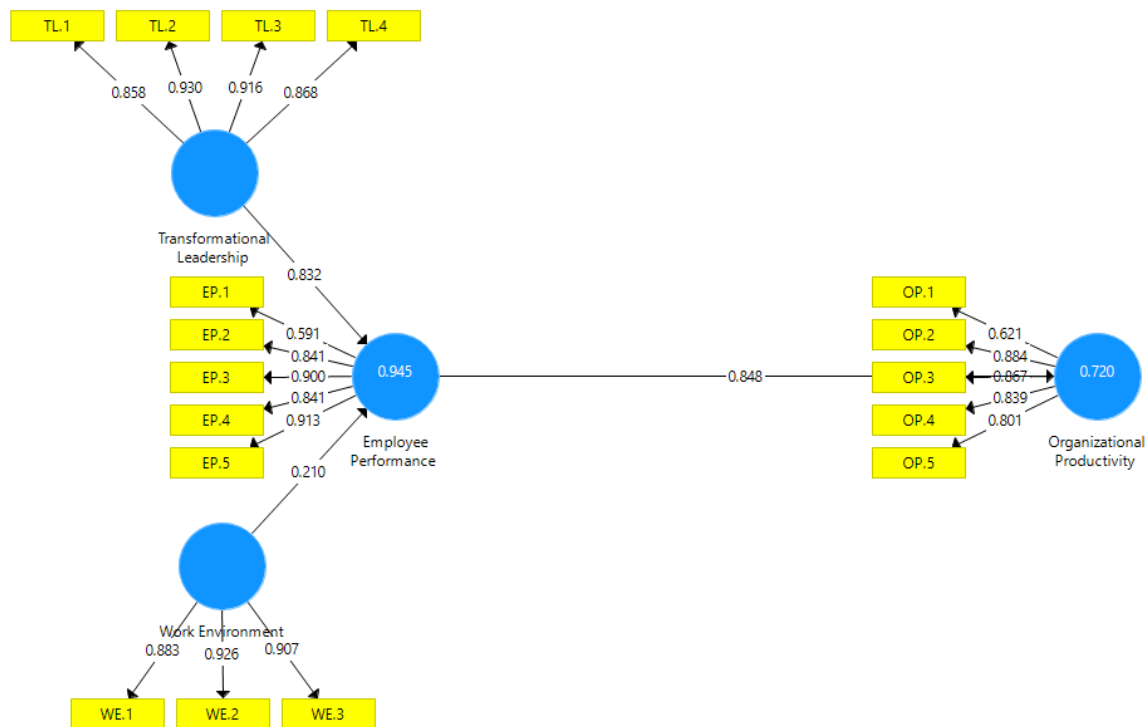 TL.1 TL.2 TL.3 TL.4
0.858 0.930 0.916 0.868
Transformational
Leadership
0.832
EP.1
EP.2
EP.3
EP.4
EP.5
0.591
0.841
0.900
0.841
0.913
0.945
Employee
Performance
0.848
OP.1
OP.2
OP.3
OP.4
OP.5
0.621
0.884
0.867
0.839
0.801
0.720
Organizational
Productivity
0.210
Work Environment
0.883 0.926 0.907
WE.1 WE.2 WE.3